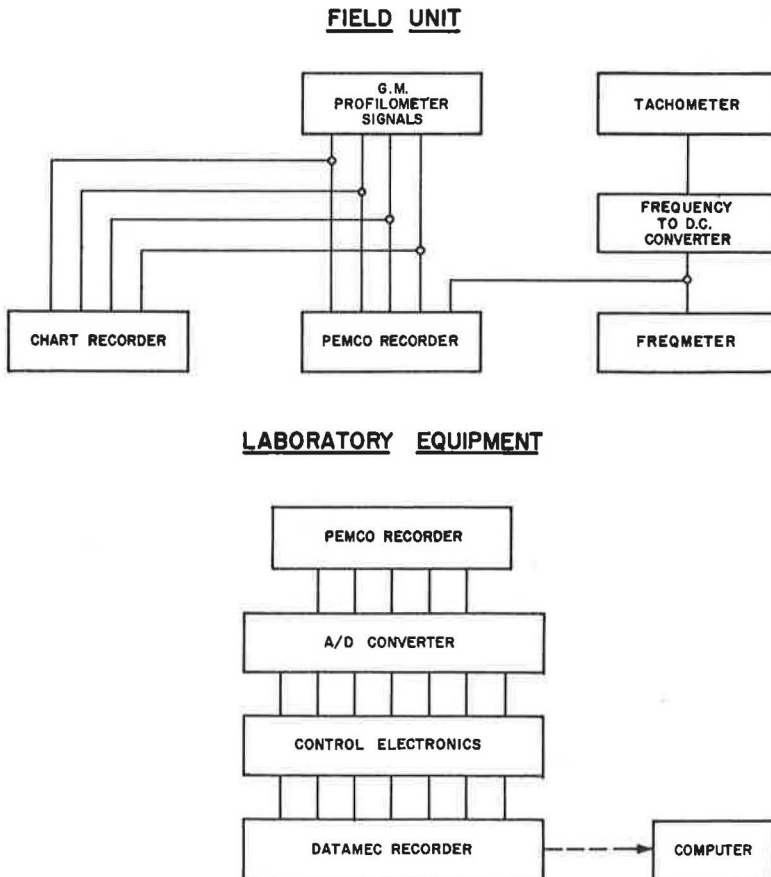 FIELD UNIT
G.M.
PROFILOMETER
SIGNALS
TACHOMETER
FREQUENCY
TO D.C.
CONVERTER
CHART RECORDER
PEMCO RECORDER
FREQMETER
LABORATORY EQUIPMENT
PEMCO RECORDER
A/D CONVERTER
CONTROL ELECTRONICS
DATAMEC RECORDER
COMPUTER